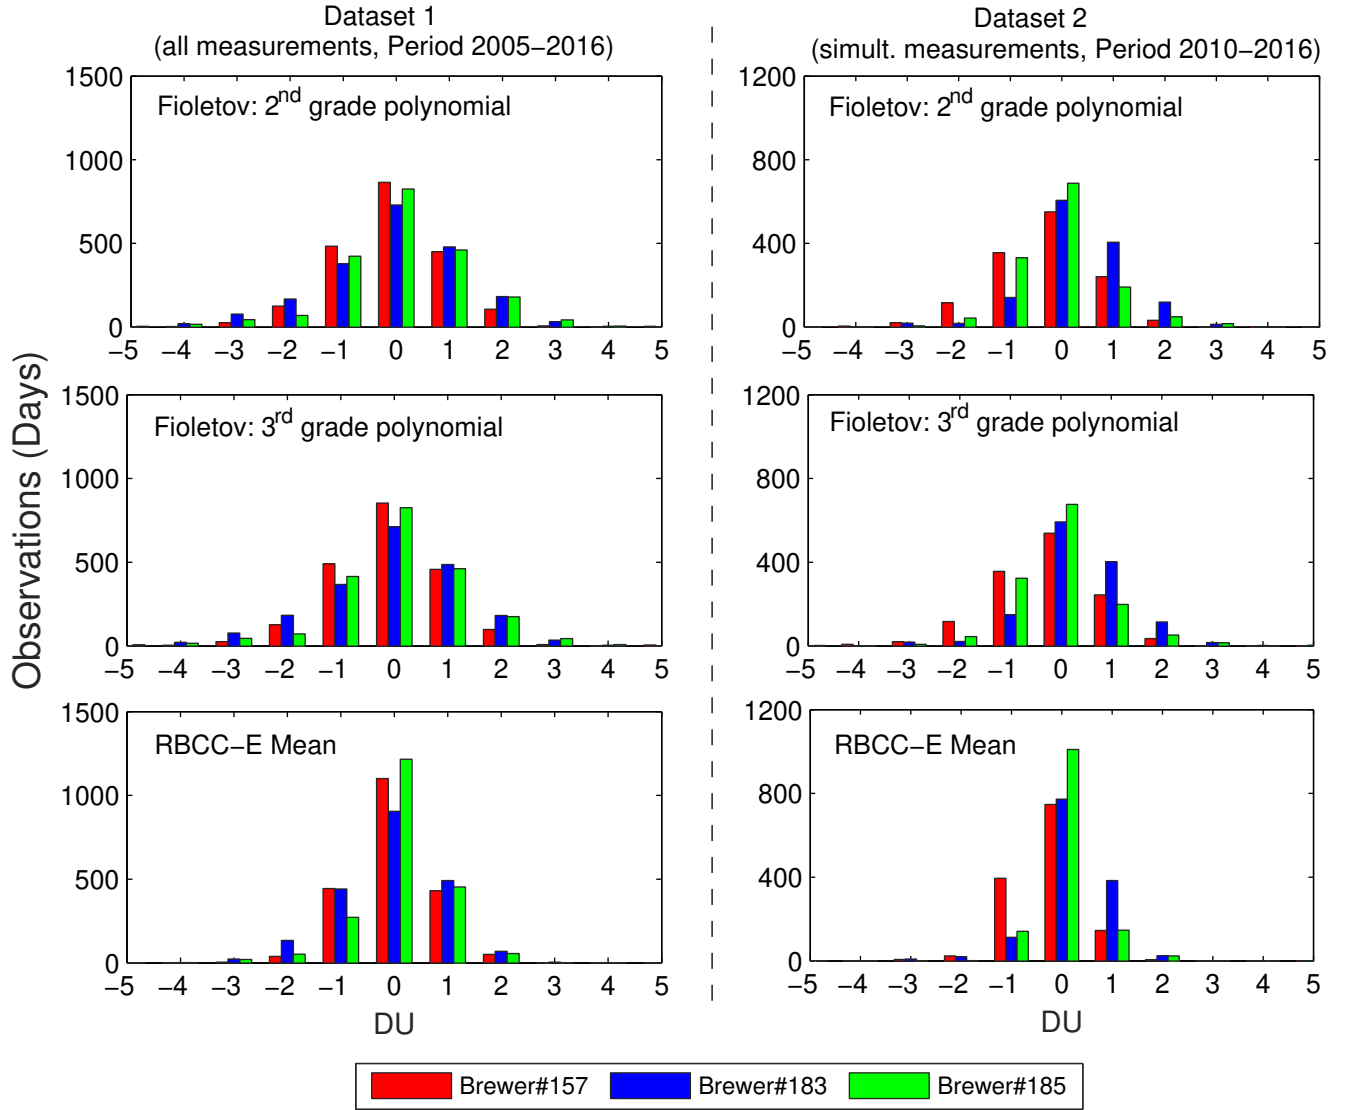 Dataset 1
(all measurements, Period 2005−2016)
Dataset 2
(simult. measurements, Period 2010−2016)
Observations (Days)
Fioletov: 2nd grade polynomial
1500
1000
500
0
−5 −4 −3 −2 −1 0 1 2 3 4 5
Fioletov: 2nd grade polynomial
1200
800
400
0
−5 −4 −3 −2 −1 0 1 2 3 4 5
Fioletov: 3rd grade polynomial
1500
1000
500
0
−5 −4 −3 −2 −1 0 1 2 3 4 5
Fioletov: 3rd grade polynomial
1200
800
400
0
−5 −4 −3 −2 −1 0 1 2 3 4 5
RBCC−E Mean
1500
1000
500
0
−5 −4 −3 −2 −1 0 1 2 3 4 5
DU
RBCC−E Mean
1200
800
400
0
−5 −4 −3 −2 −1 0 1 2 3 4 5
DU
Brewer#157 Brewer#183 Brewer#185